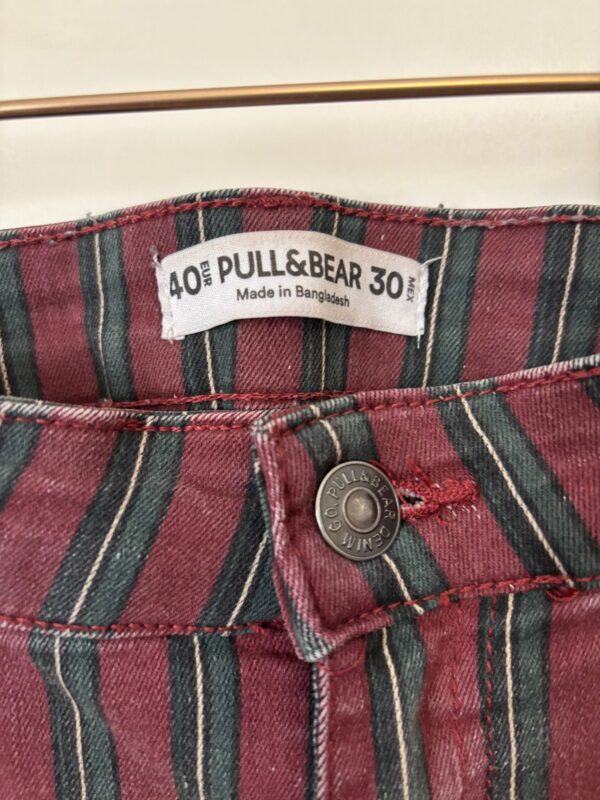 40 EUR PULL&BEAR 30 MEX
Made in Bangladesh
PULL&BEAR DENIM CO.